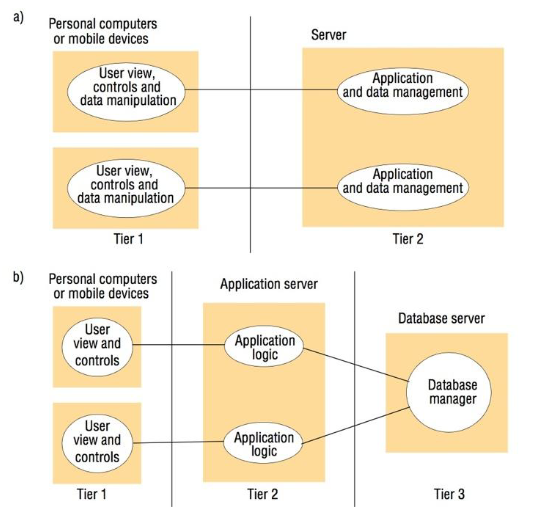 a)
Personal computers
or mobile devices
Server
User view,
controls and
data manipulation
Application
and data management
User view,
controls and
data manipulation
Application
and data management
Tier 1
Tier 2
b)
Personal computers
or mobile devices
Application server
Database server
User
view and
controls
Application
logic
Database
manager
User
view and
controls
Application
logic
Tier 1
Tier 2
Tier 3